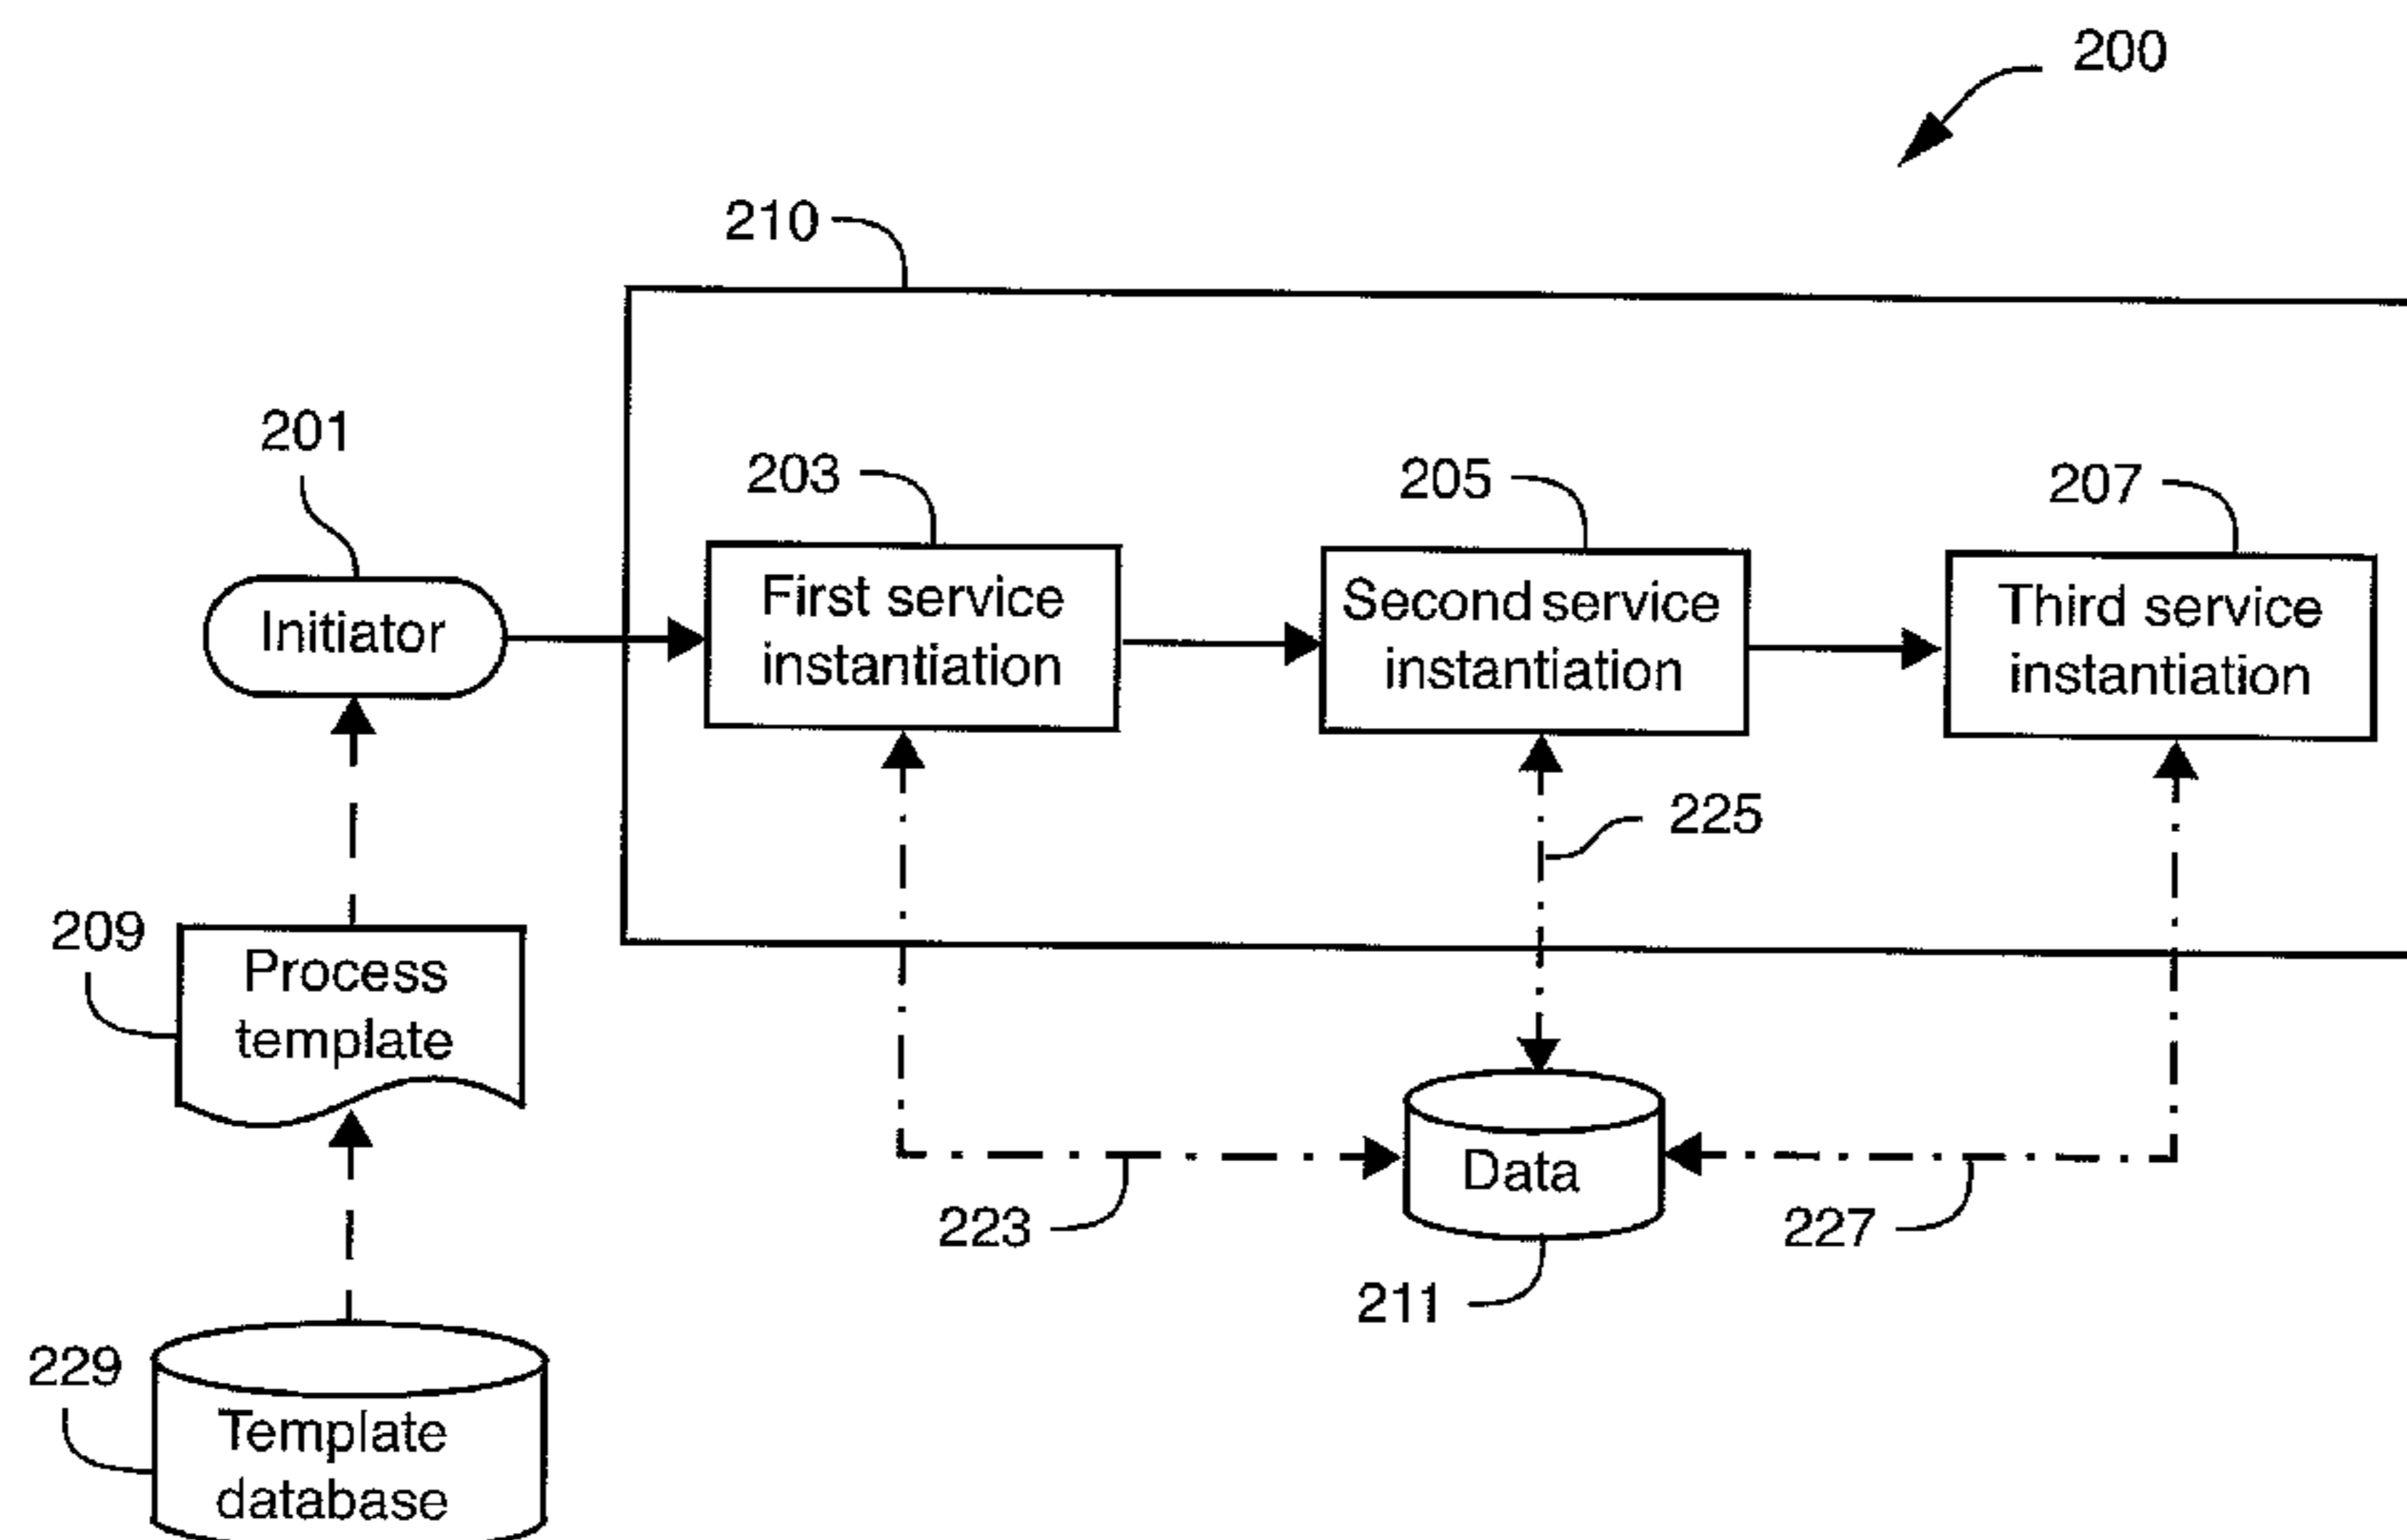 200
210
201
203
205
207
Initiator
First service
instantiation
Second service
instantiation
Third service
instantiation
225
209
Process
template
223
Data
227
211
229
Template
database